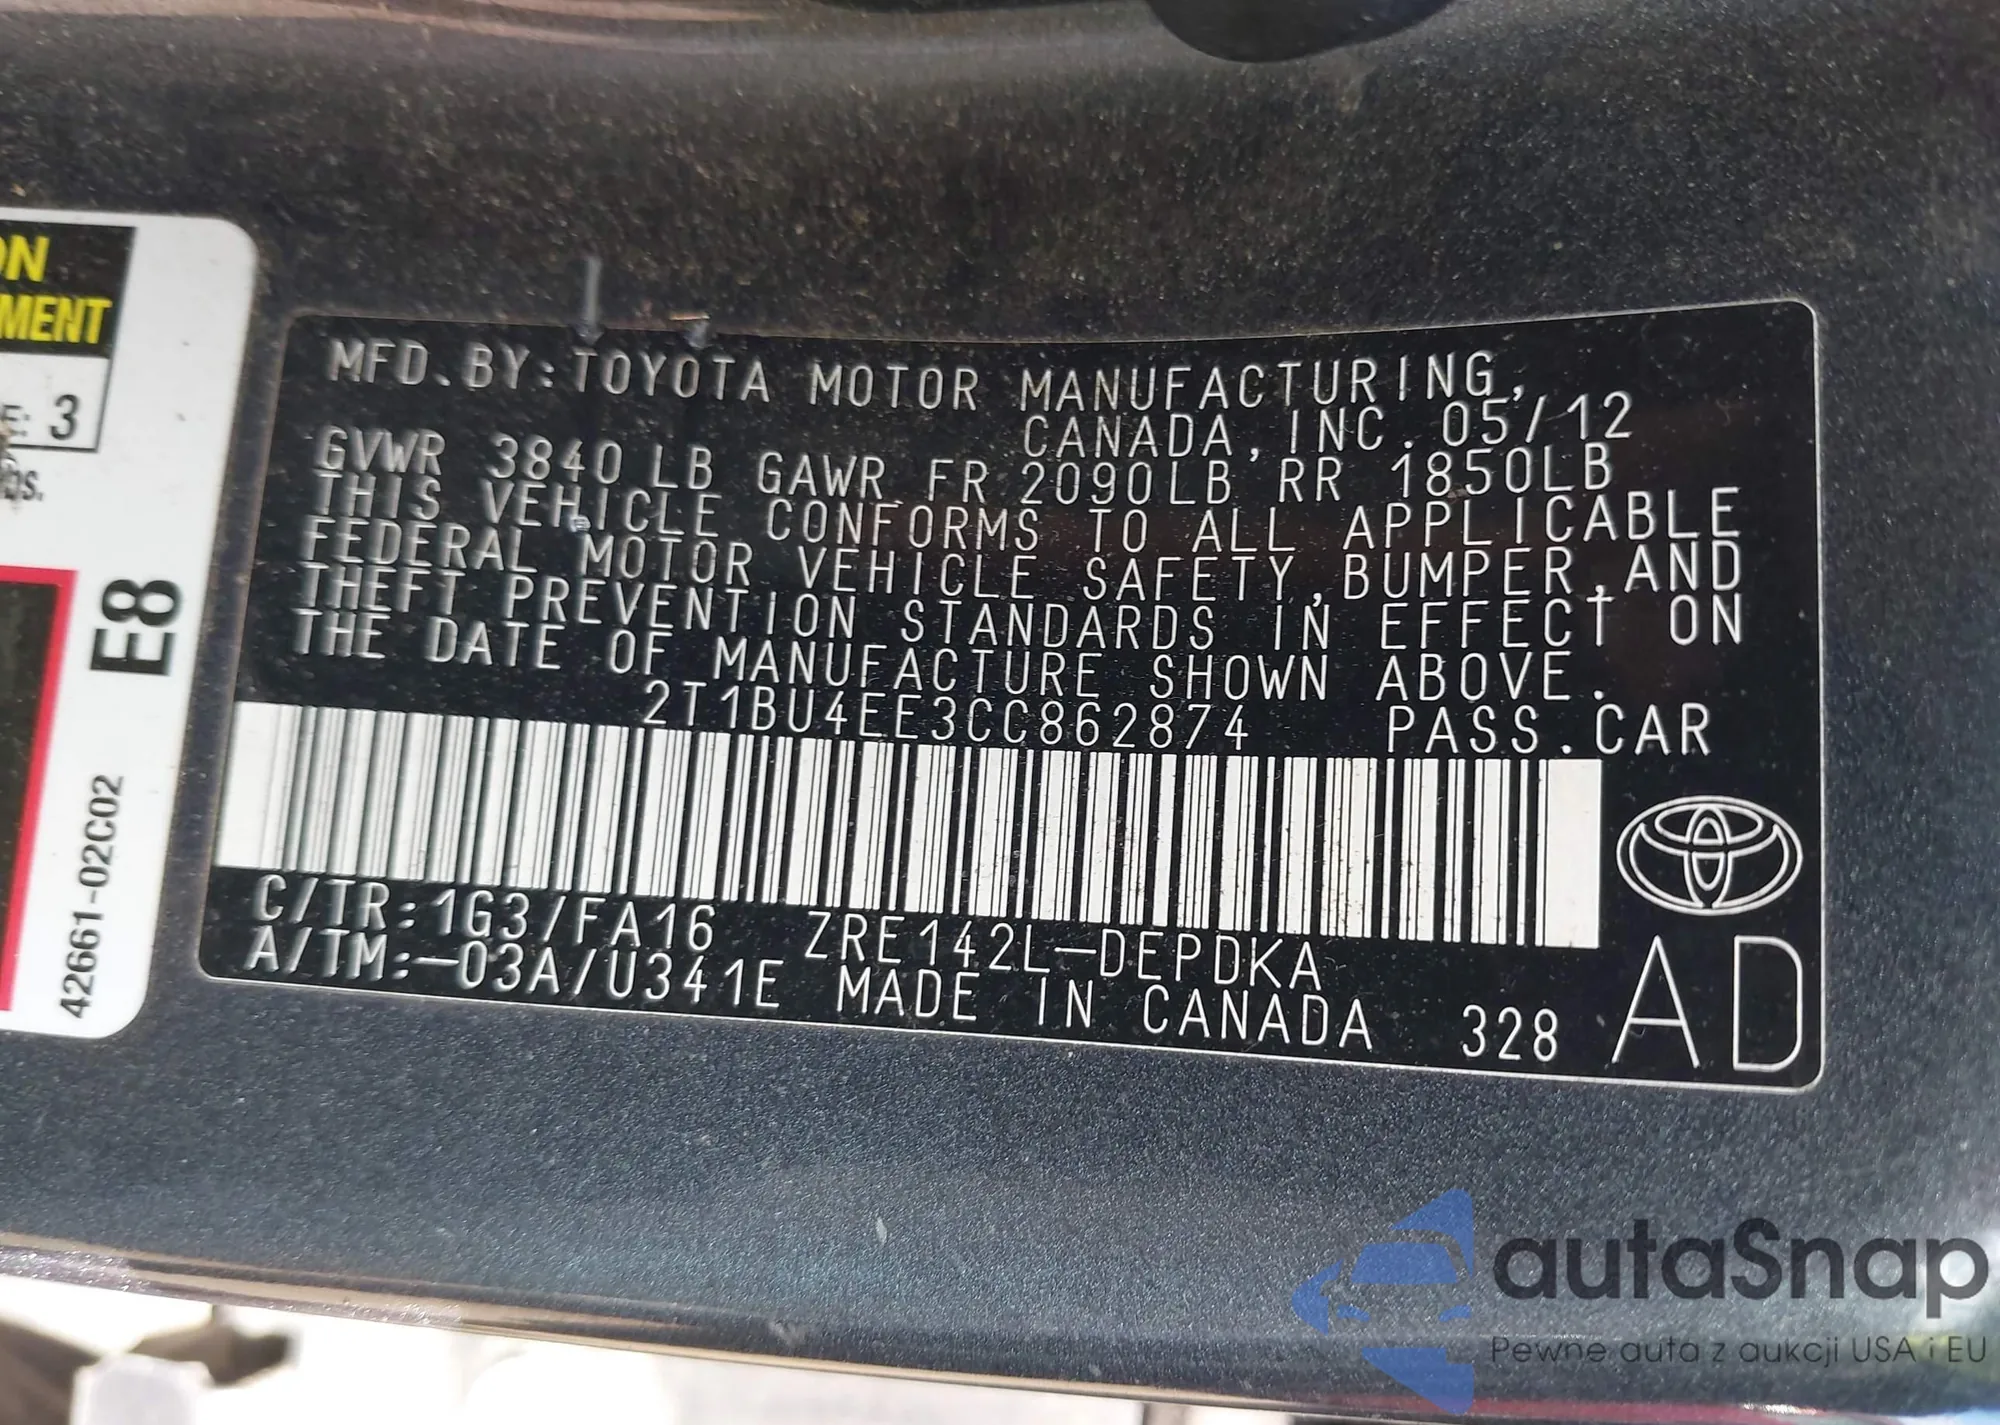 ON
MENT
E: 3
bs.
E8
42661-02C02
MFD.BY:TOYOTA MOTOR MANUFACTURING,
CANADA,INC.05/12
GVWR 3840LB GAWR FR 2090LB RR 1850LB
THIS VEHICLE CONFORMS TO ALL APPLICABLE
FEDERAL MOTOR VEHICLE SAFETY,BUMPER,AND
THEFT PREVENTION STANDARDS IN EFFECT ON
THE DATE OF MANUFACTURE SHOWN ABOVE.
2T1BU4EE3CC862874 PASS.CAR
C/TR:1G3/FA16 ZRE142L-DEPDKA
A/TM:-03A/U341E MADE IN CANADA 328 AD
autaSnap
Pewne auta z aukcji USA i EU